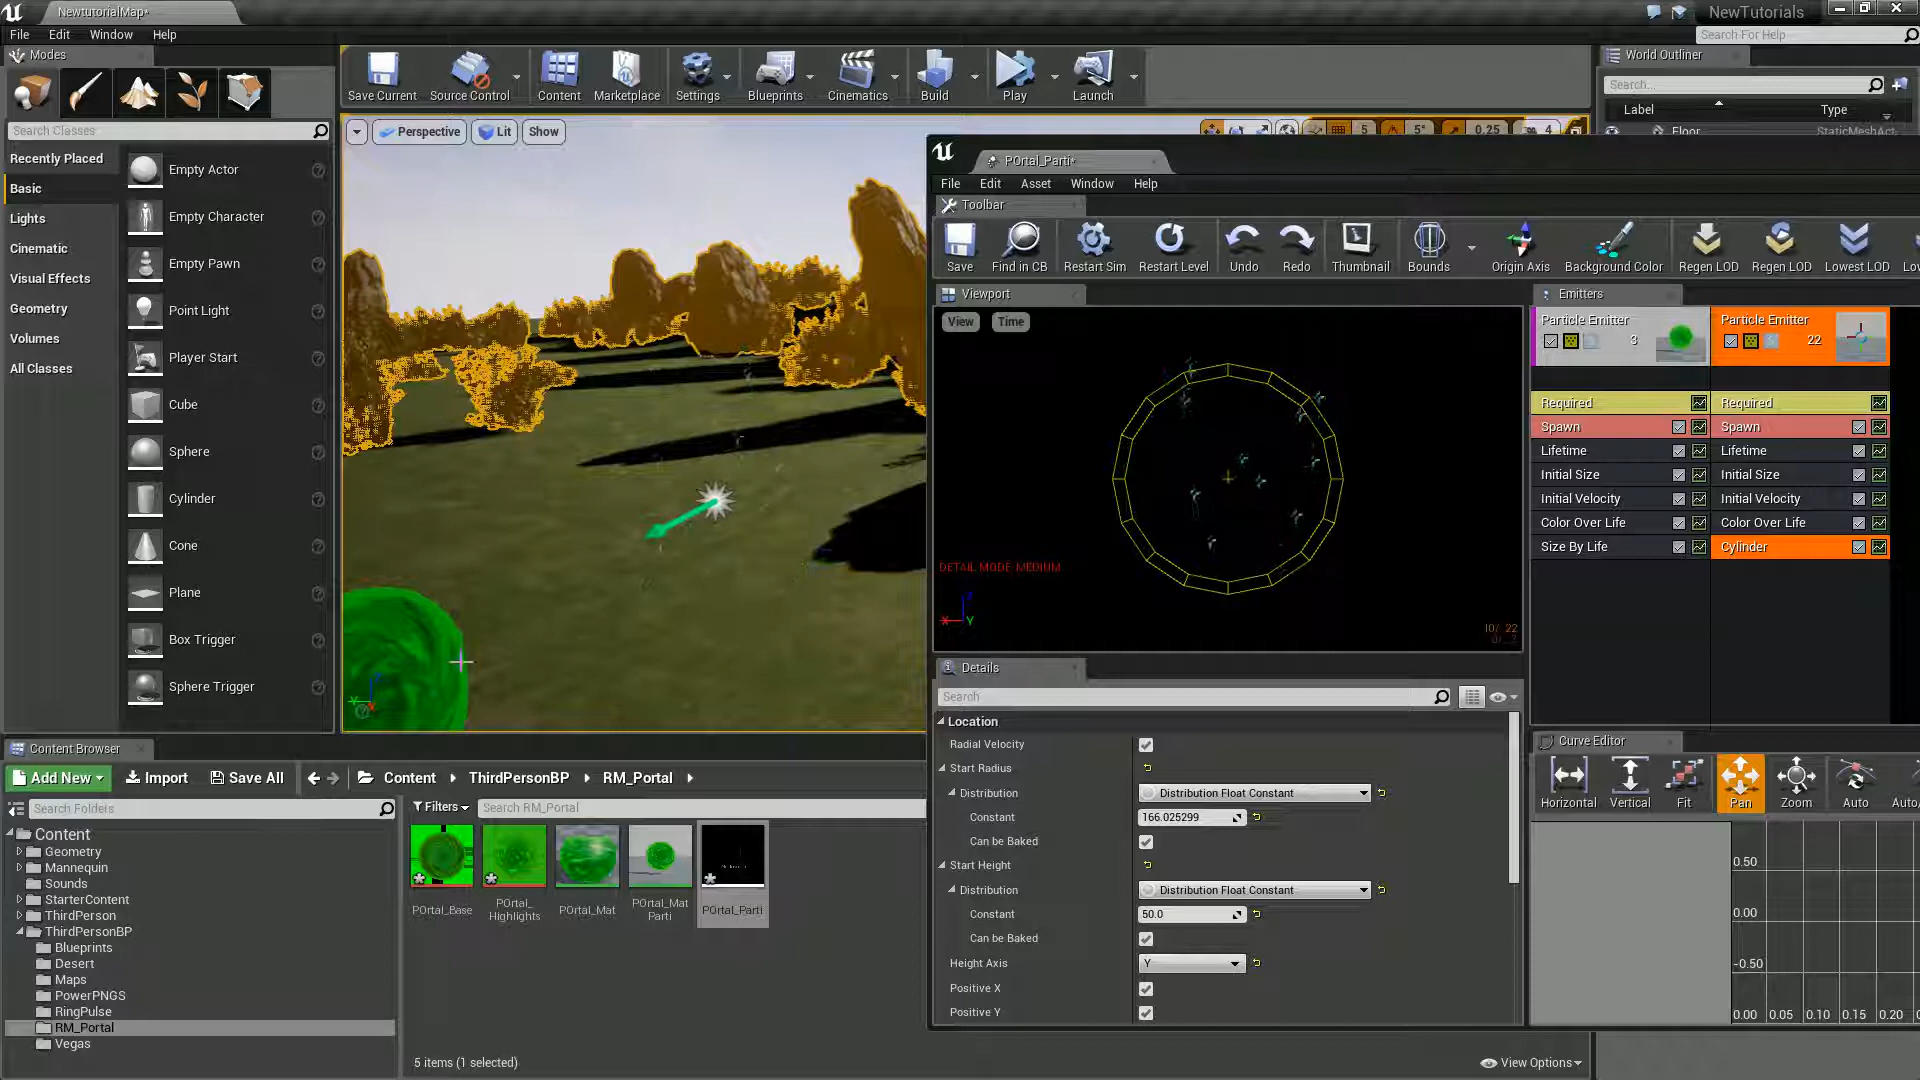 NewtutorialMap*
NewTutorials
File Edit Window Help
Search For Help
Modes
World Outliner
Save Current
Source Control
Content
Marketplace
Settings
Blueprints
Cinematics
Build
Play
Launch
Search...
Label
Type
Floor
StaticMeshAct
Search Classes
Perspective
Lit
Show
5
5°
0.25
4
Recently Placed
Basic
Lights
Cinematic
Visual Effects
Geometry
Volumes
All Classes
Empty Actor
Empty Character
Empty Pawn
Point Light
Player Start
Cube
Sphere
Cylinder
Cone
Plane
Box Trigger
Sphere Trigger
POrtal_Parti*
File Edit Asset Window Help
Toolbar
Save
Find in CB
Restart Sim
Restart Level
Undo
Redo
Thumbnail
Bounds
Origin Axis
Background Color
Regen LOD
Regen LOD
Lowest LOD
Viewport
View
Time
DETAIL MODE: MEDIUM
X
Y
Z
10/ 22
Emitters
Particle Emitter
3
Particle Emitter
22
Required
Required
Spawn
Spawn
Lifetime
Lifetime
Initial Size
Initial Size
Initial Velocity
Initial Velocity
Color Over Life
Color Over Life
Size By Life
Cylinder
Details
Search
Location
Radial Velocity
Start Radius
Distribution
Distribution Float Constant
Constant
166.025299
Can be Baked
Start Height
Distribution
Distribution Float Constant
Constant
50.0
Can be Baked
Height Axis
Y
Positive X
Positive Y
Curve Editor
Horizontal
Vertical
Fit
Pan
Zoom
Auto
Auto
0.50
0.00
-0.50
0.00 0.05 0.10 0.15 0.20
Content Browser
Add New
Import
Save All
Content
ThirdPersonBP
RM_Portal
Search Folders
Filters
Search RM_Portal
Content
Geometry
Mannequin
Sounds
StarterContent
ThirdPerson
ThirdPersonBP
Blueprints
Desert
Maps
PowerPNGS
RingPulse
RM_Portal
Vegas
POrtal_Base
POrtal_
Highlights
POrtal_Mat
POrtal_Mat
Parti
POrtal_Parti
5 items (1 selected)
View Options